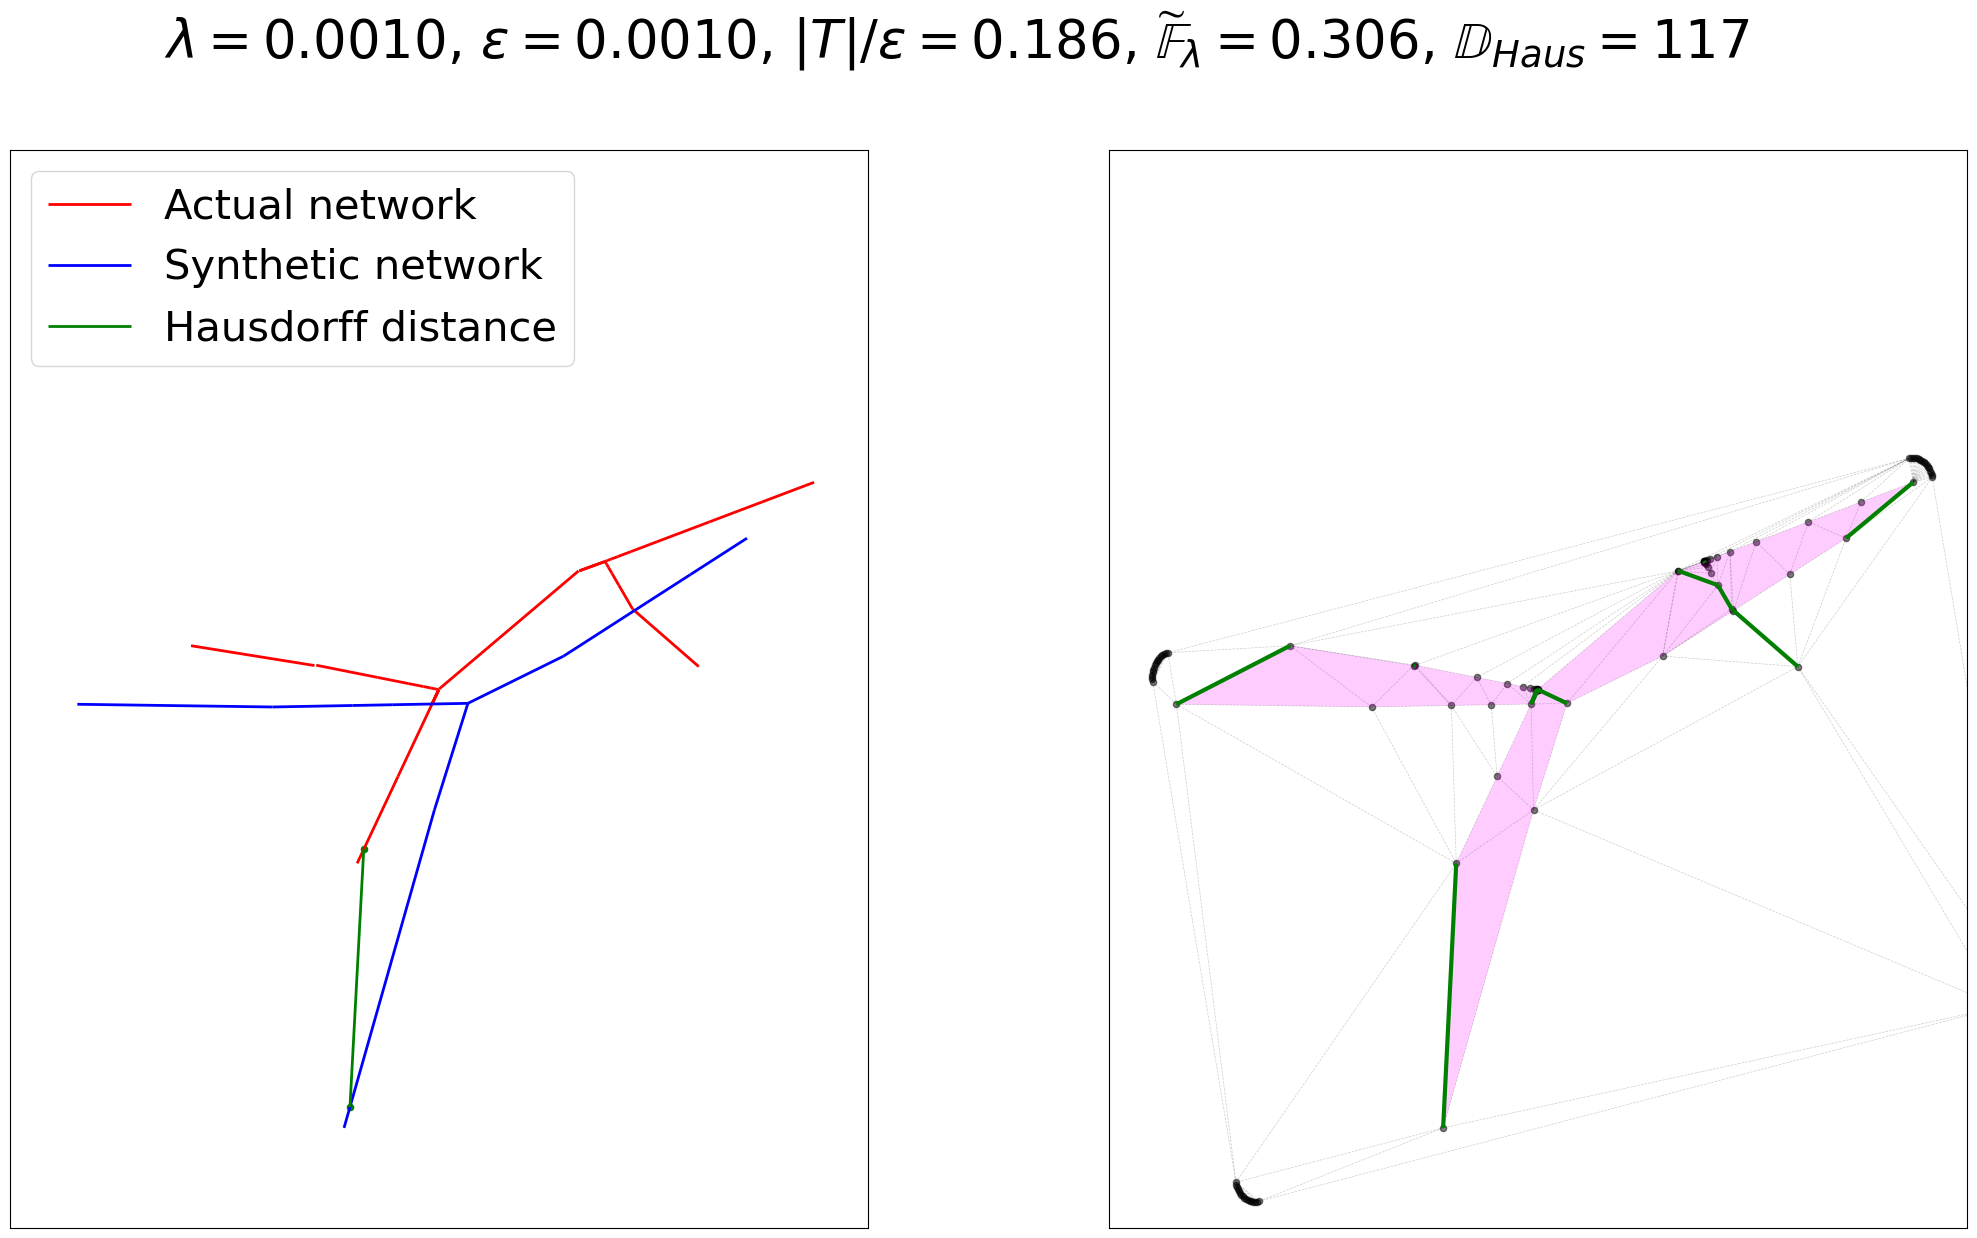 λ = 0.0010, ε = 0.0010, |T|/ε = 0.186, 𝔽̃_λ = 0.306, 𝔻_Haus = 117
Actual network
Synthetic network
Hausdorff distance